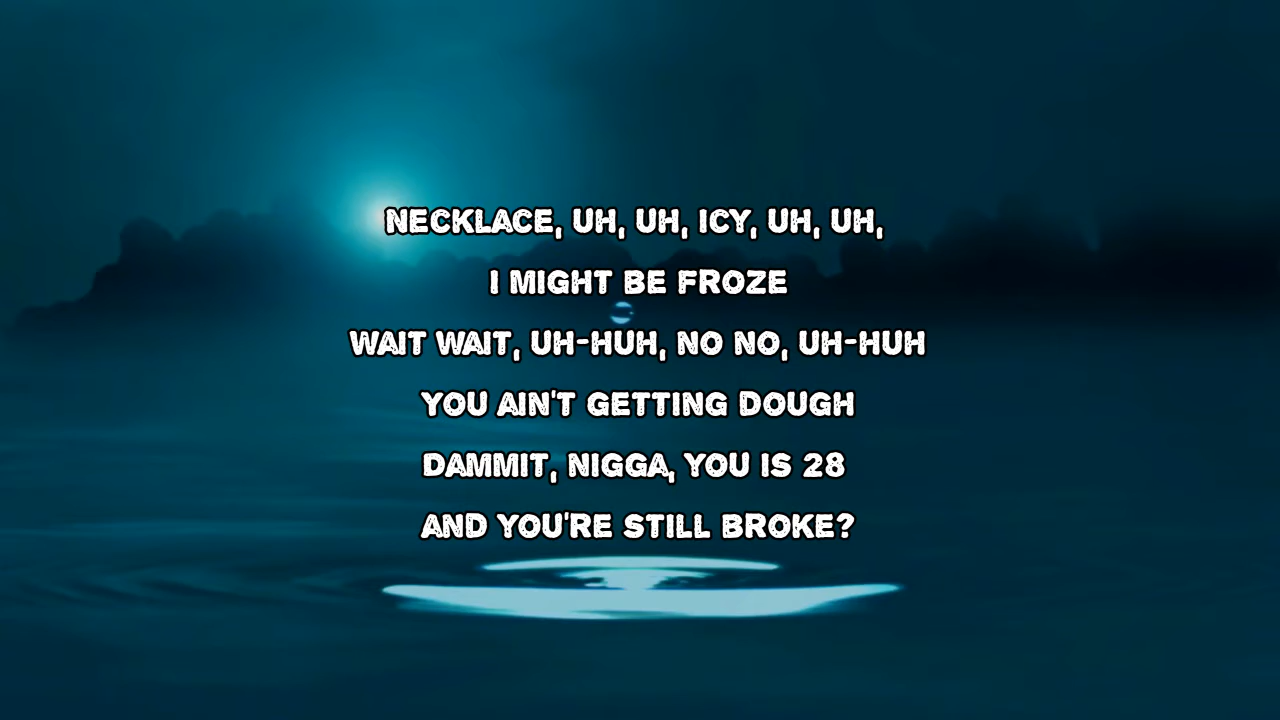 NECKLACE, UH, UH, ICY, UH, UH,
I MIGHT BE FROZE
WAIT WAIT, UH-HUH, NO NO, UH-HUH
YOU AIN'T GETTING DOUGH
DAMMIT, NIGGA, YOU IS 28
AND YOU'RE STILL BROKE?